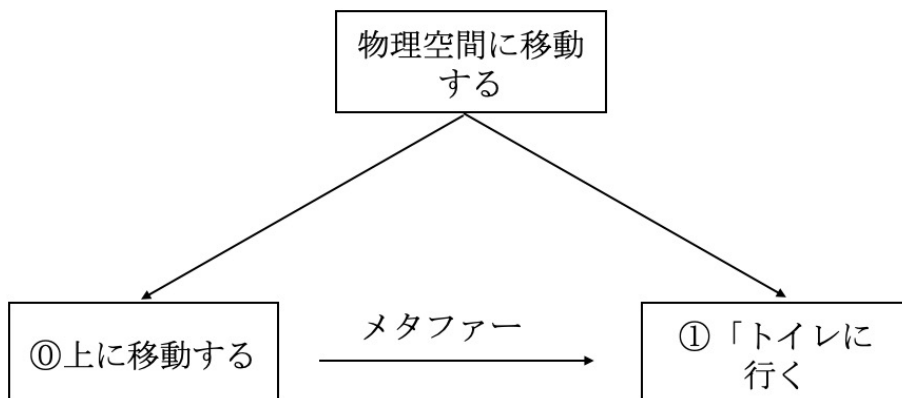 物理空間に移動
する
メタファー
⓪上に移動する
①「トイレに
行く